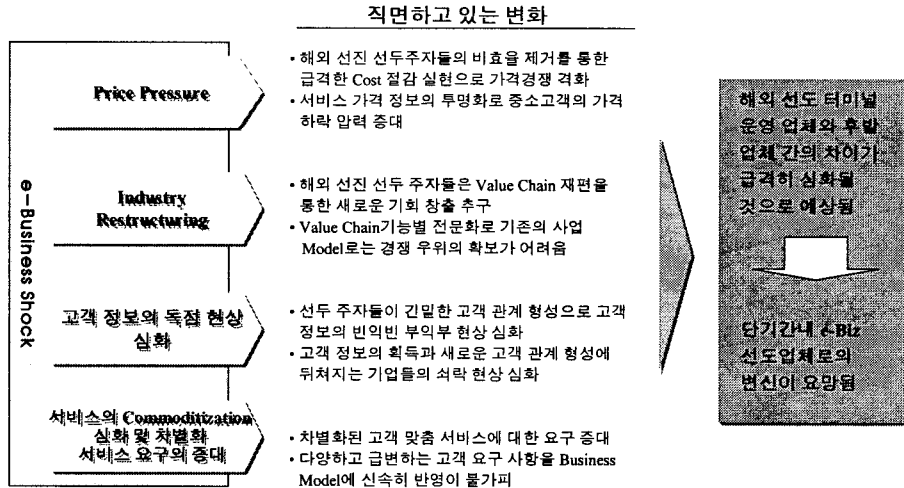 직면하고 있는 변화
e-Business Shock
Price Pressure
• 해외 선진 선두주자들의 비효율 제거를 통한
급격한 Cost 절감 실현으로 가격경쟁 격화
• 서비스 가격 정보의 투명화로 중소고객의 가격
하락 압력 증대
Industry
Restructuring
• 해외 선진 선두 주자들은 Value Chain 재편을
통한 새로운 기회 창출 추구
• Value Chain기능별 전문화로 기존의 사업
Model로는 경쟁 우위의 확보가 어려움
고객 정보의 독점 현상
심화
• 선두 주자들이 긴밀한 고객 관계 형성으로 고객
정보의 빈익빈 부익부 현상 심화
• 고객 정보의 획득과 새로운 고객 관계 형성에
뒤쳐지는 기업들의 쇠락 현상 심화
서비스의 Commoditization
심화 및 차별화
서비스 요구의 증대
• 차별화된 고객 맞춤 서비스에 대한 요구 증대
• 다양하고 급변하는 고객 요구 사항을 Business
Model에 신속히 반영이 불가피
해외 선도 터미널
운영 업체와 후발
업체 간의 차이가
급격히 심화될
것으로 예상됨
단기간내 e-Biz
선도업체로의
변신이 요망됨